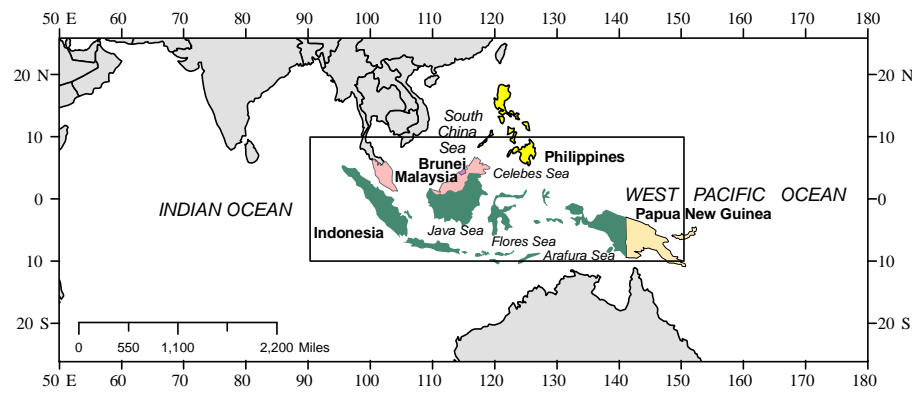 50 E 60 70 80 90 100 110 120 130 140 150 160 170 180
20 N 20 N
10 10
0 0
10 10
20 S 20 S
South
China
Sea
Philippines
Brunei
Malaysia
Celebes Sea
INDIAN OCEAN
WEST PACIFIC OCEAN
Papua New Guinea
Indonesia
Java Sea
Flores Sea
Arafura Sea
0 550 1,100 2,200 Miles
50 E 60 70 80 90 100 110 120 130 140 150 160 170 180